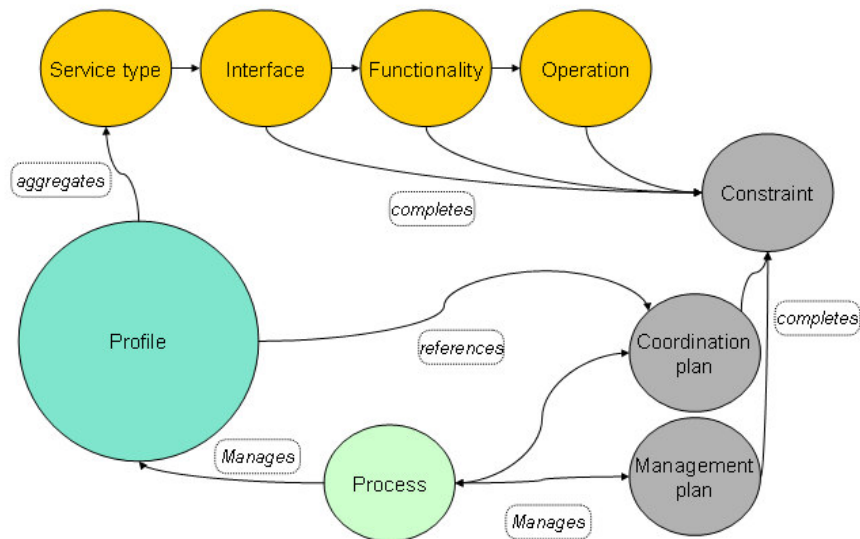 Service type
Interface
Functionality
Operation
aggregates
completes
Constraint
Profile
references
Coordination
plan
completes
Manages
Process
Management
plan
Manages